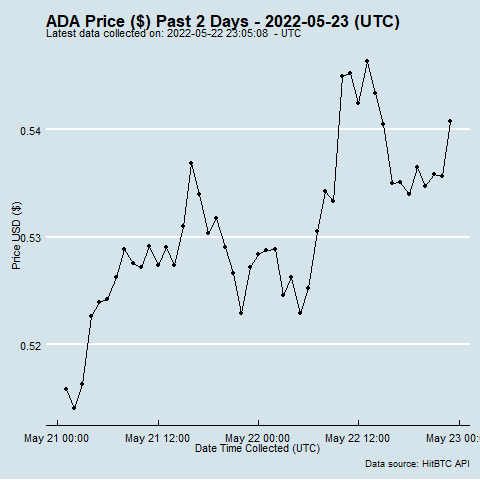 ADA Price ($) Past 2 Days - 2022-05-23 (UTC)
Latest data collected on: 2022-05-22 23:05:08  - UTC
0.54
0.53
0.52
Price USD ($)
May 21 00:00
May 21 12:00
May 22 00:00
May 22 12:00
May 23 00:0
Date Time Collected (UTC)
Data source: HitBTC API